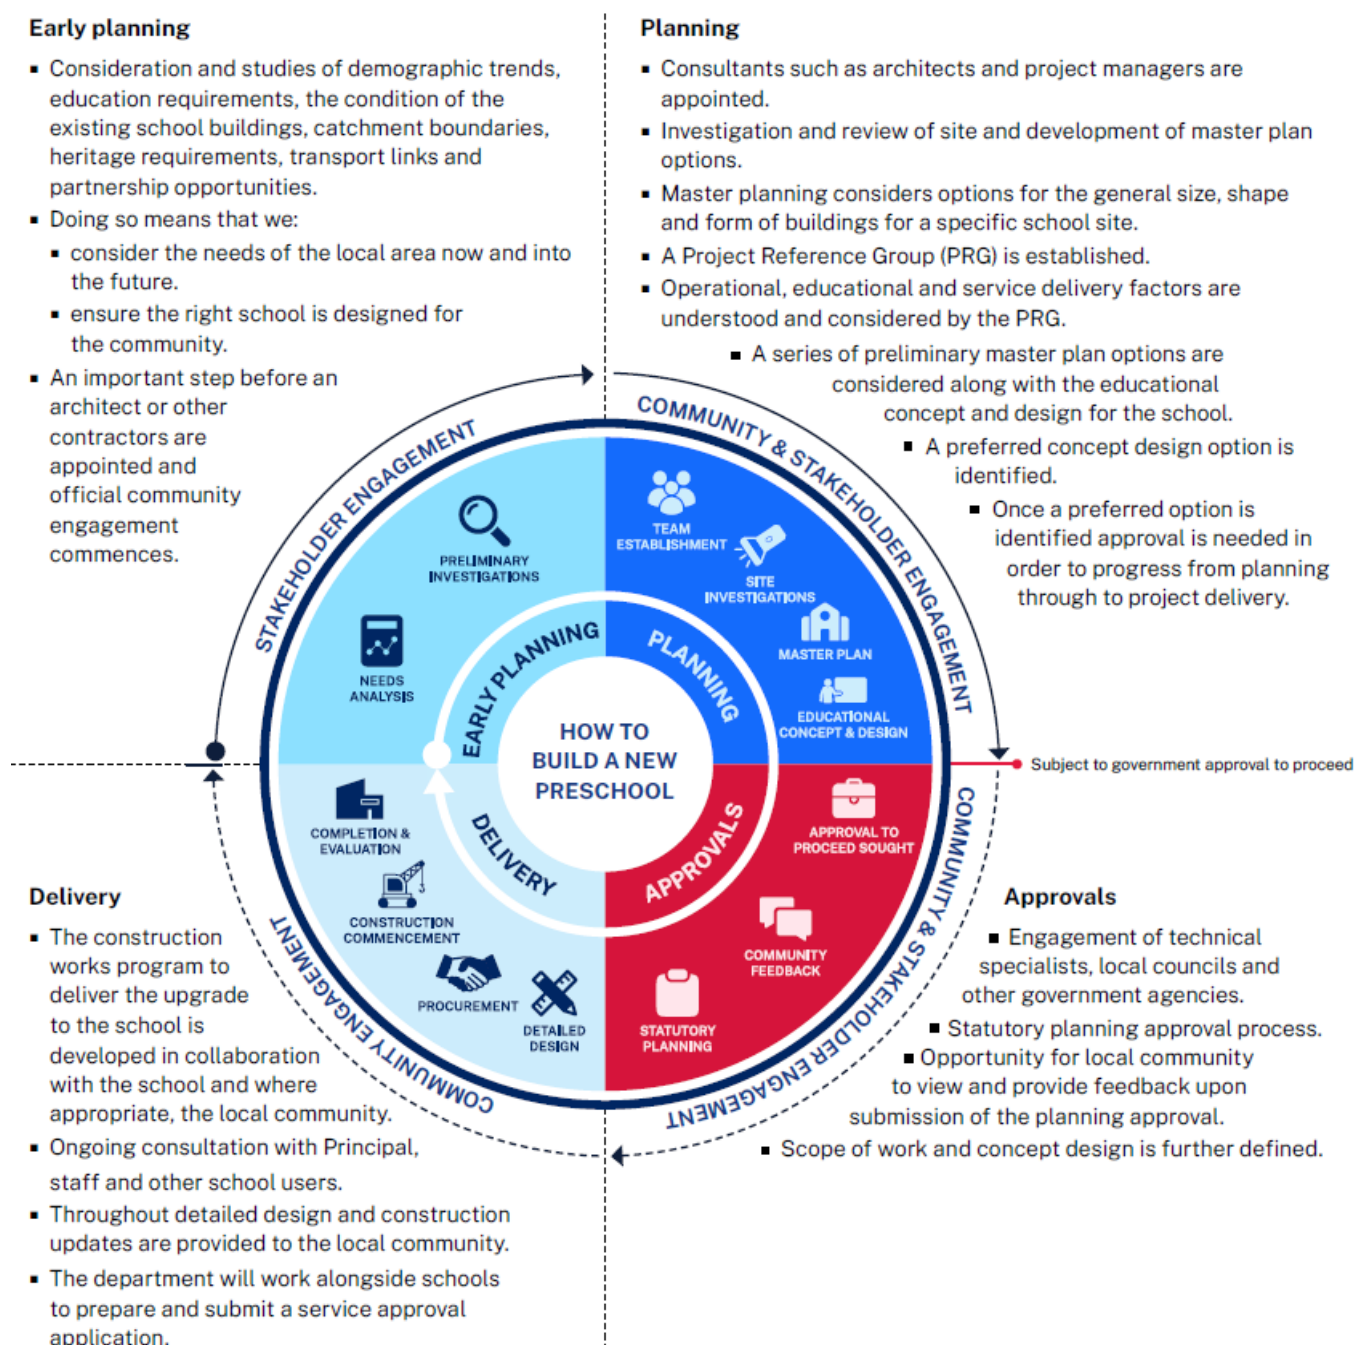 Early planning
▪ Consideration and studies of demographic trends,
education requirements, the condition of the
existing school buildings, catchment boundaries,
heritage requirements, transport links and
partnership opportunities.
▪ Doing so means that we:
▪ consider the needs of the local area now and into
the future.
▪ ensure the right school is designed for
the community.
▪ An important step before an
architect or other
contractors are
appointed and
official community
engagement
commences.
Planning
▪ Consultants such as architects and project managers are
appointed.
▪ Investigation and review of site and development of master plan
options.
▪ Master planning considers options for the general size, shape
and form of buildings for a specific school site.
▪ A Project Reference Group (PRG) is established.
▪ Operational, educational and service delivery factors are
understood and considered by the PRG.
▪ A series of preliminary master plan options are
considered along with the educational
concept and design for the school.
▪ A preferred concept design option is
identified.
▪ Once a preferred option is
identified approval is needed in
order to progress from planning
through to project delivery.
STAKEHOLDER ENGAGEMENT
COMMUNITY & STAKEHOLDER ENGAGEMENT
PRELIMINARY
INVESTIGATIONS
NEEDS
ANALYSIS
EARLY PLANNING
TEAM
ESTABLISHMENT
SITE
INVESTIGATIONS
MASTER PLAN
EDUCATIONAL
CONCEPT & DESIGN
PLANNING
HOW TO
BUILD A NEW
PRESCHOOL
Subject to government approval to proceed
APPROVALS
APPROVAL TO
PROCEED SOUGHT
COMMUNITY
FEEDBACK
STATUTORY
PLANNING
COMMUNITY & STAKEHOLDER ENGAGEMENT
DELIVERY
COMPLETION &
EVALUATION
CONSTRUCTION
COMMENCEMENT
PROCUREMENT
DETAILED
DESIGN
COMMUNITY ENGAGEMENT
Delivery
▪ The construction
works program to
deliver the upgrade
to the school is
developed in collaboration
with the school and where
appropriate, the local community.
▪ Ongoing consultation with Principal,
staff and other school users.
▪ Throughout detailed design and construction
updates are provided to the local community.
▪ The department will work alongside schools
to prepare and submit a service approval
application.
Approvals
▪ Engagement of technical
specialists, local councils and
other government agencies.
▪ Statutory planning approval process.
▪ Opportunity for local community
to view and provide feedback upon
submission of the planning approval.
▪ Scope of work and concept design is further defined.